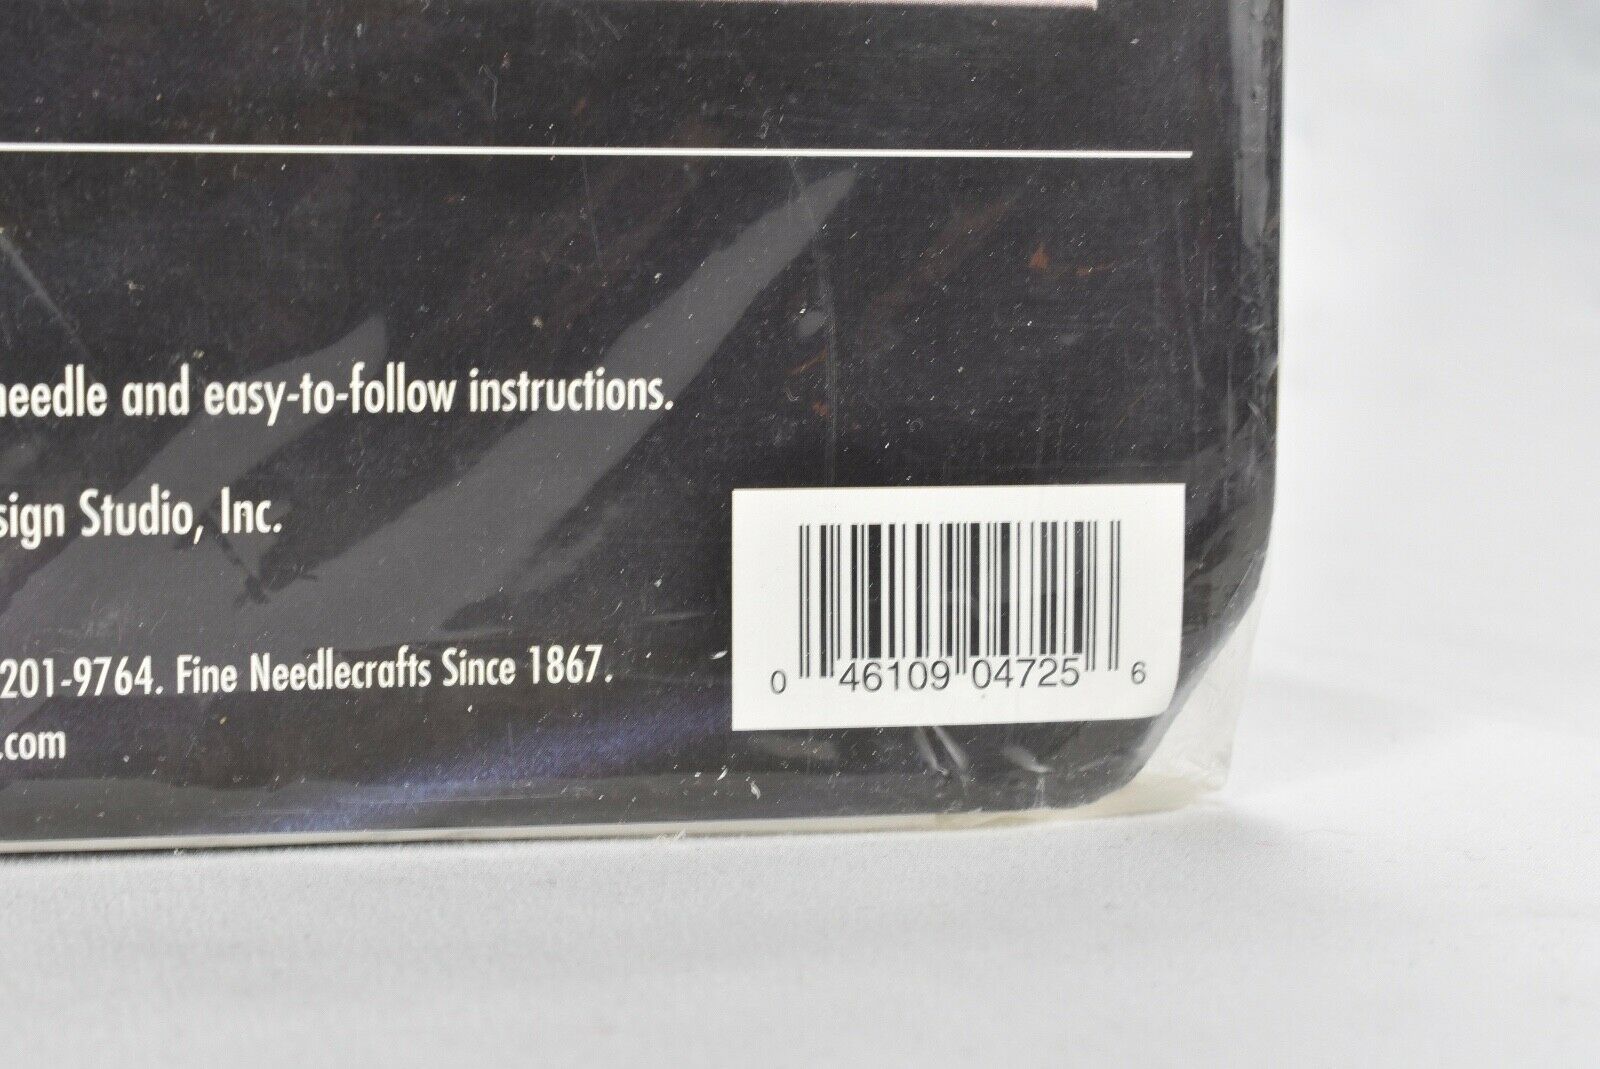 needle and easy-to-follow instructions.
sign Studio, Inc.
201-9764. Fine Needlecrafts Since 1867.
.com
0 46109 04725 6